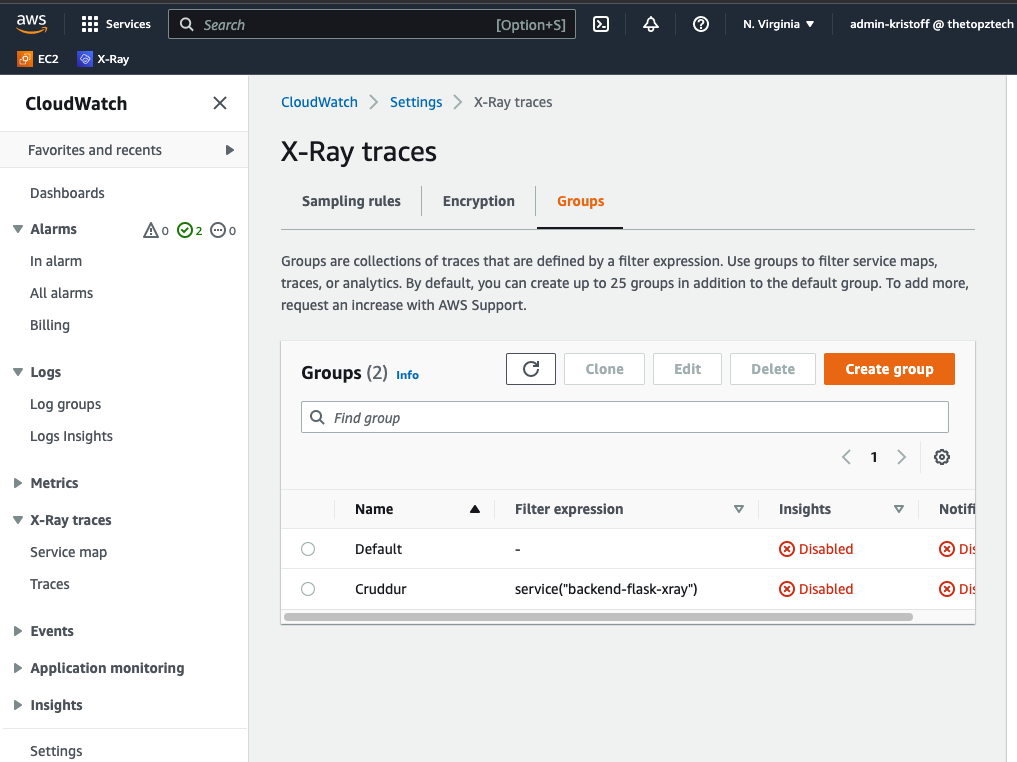 aws
Services
Search [Option+S]
N. Virginia
admin-kristoff @ thetopztech
EC2
X-Ray
CloudWatch
Favorites and recents
Dashboards
Alarms 0 2 0
In alarm
All alarms
Billing
Logs
Log groups
Logs Insights
Metrics
X-Ray traces
Service map
Traces
Events
Application monitoring
Insights
Settings
CloudWatch Settings X-Ray traces
X-Ray traces
Sampling rules Encryption Groups
Groups are collections of traces that are defined by a filter expression. Use groups to filter service maps,
traces, or analytics. By default, you can create up to 25 groups in addition to the default group. To add more,
request an increase with AWS Support.
Groups (2) Info Clone Edit Delete Create group
Find group
1
Name Filter expression Insights Notifi
Default - Disabled Dis
Cruddur service("backend-flask-xray") Disabled Dis